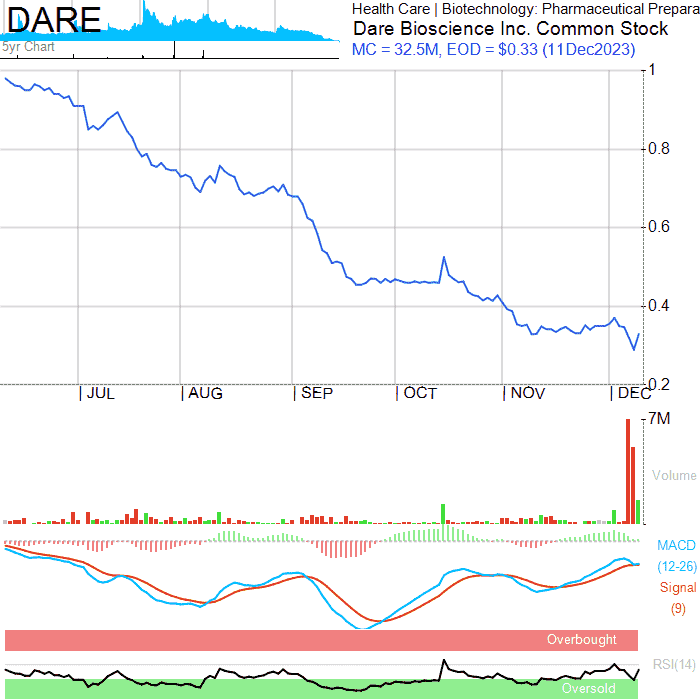 DARE
5yr Chart
Health Care | Biotechnology: Pharmaceutical Prepara
Dare Bioscience Inc. Common Stock
MC = 32.5M, EOD = $0.33 (11Dec2023)
1
0.8
0.6
0.4
0.2
| JUL | AUG | SEP | OCT | NOV | DEC
7M
Volume
MACD
(12-26)
Signal
(9)
Overbought
RSI(14)
Oversold